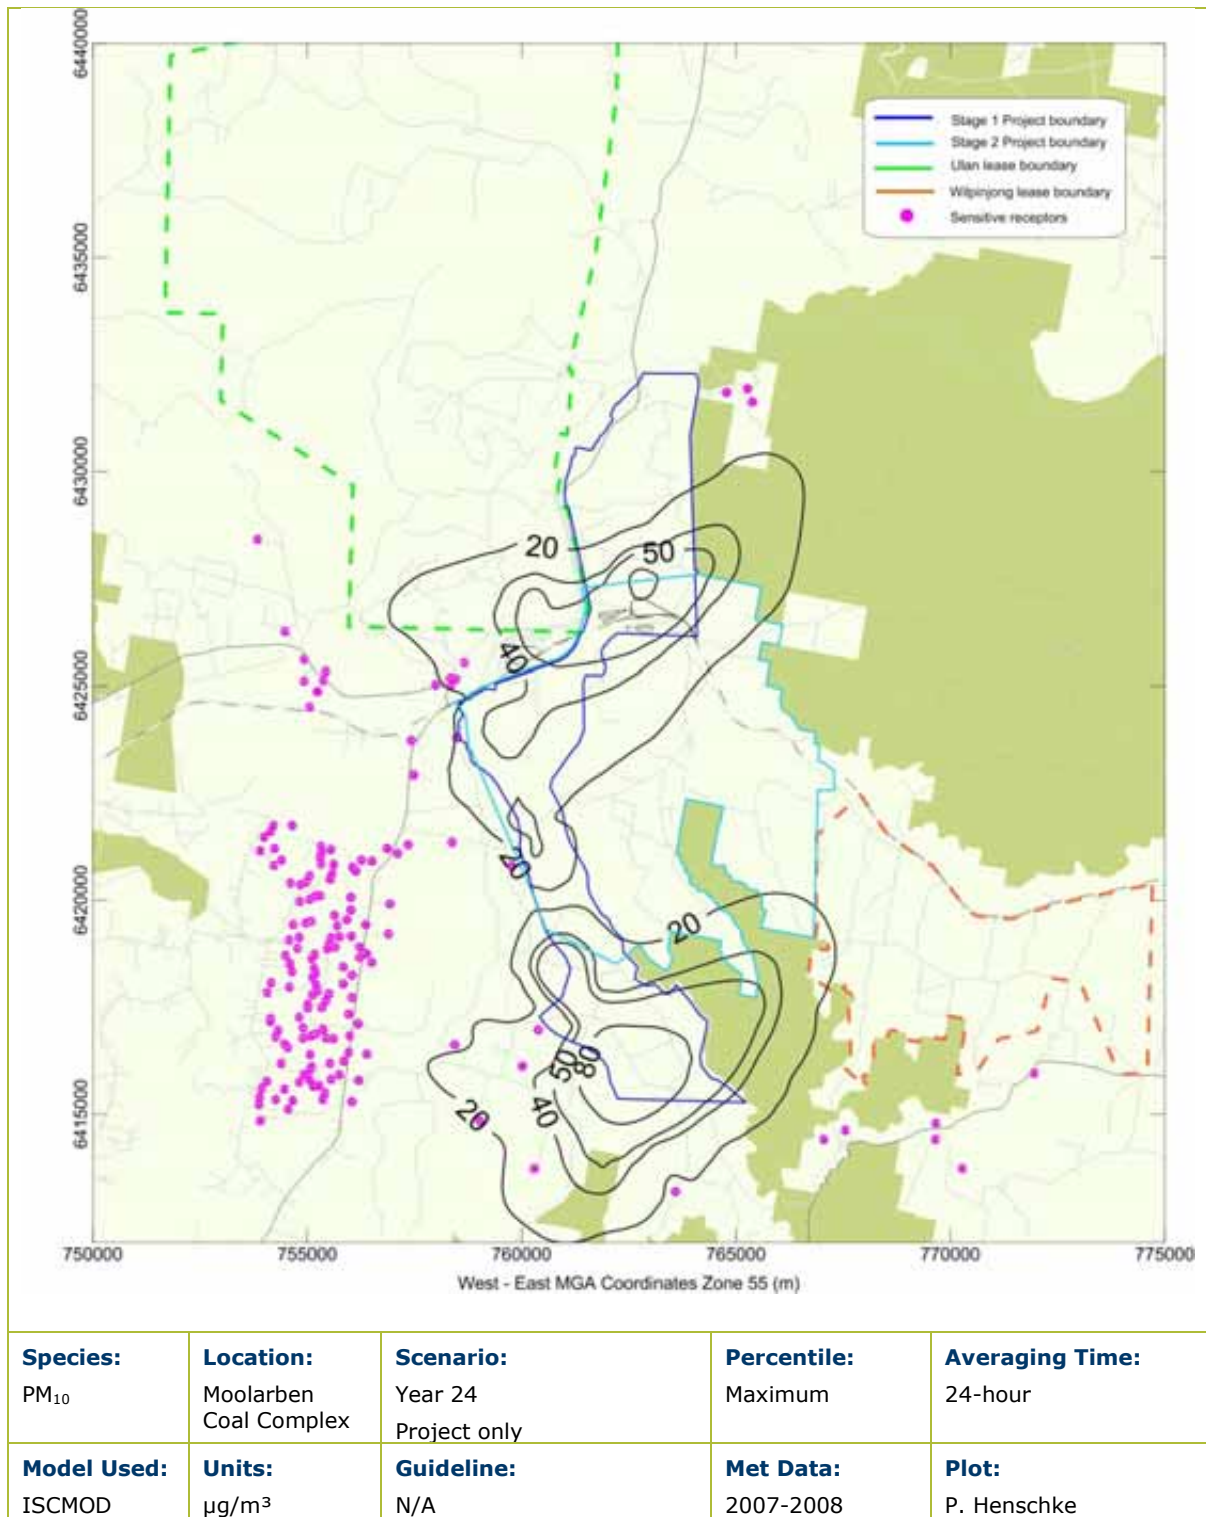 6440000
Stage 1 Project boundary
Stage 2 Project boundary
Ulan lease boundary
Wilpinjong lease boundary
Sensitive receptors
6435000
6430000
20
50
40
6425000
20
6420000
20
50
80
40
20
6415000
750000 755000 760000 765000 770000 775000
West - East MGA Coordinates Zone 55 (m)
Species: Location: Scenario: Percentile: Averaging Time:
PM₁₀ Moolarben Year 24 Maximum 24-hour
Coal Complex Project only
Model Used: Units: Guideline: Met Data: Plot:
ISCMOD µg/m³ N/A 2007-2008 P. Henschke